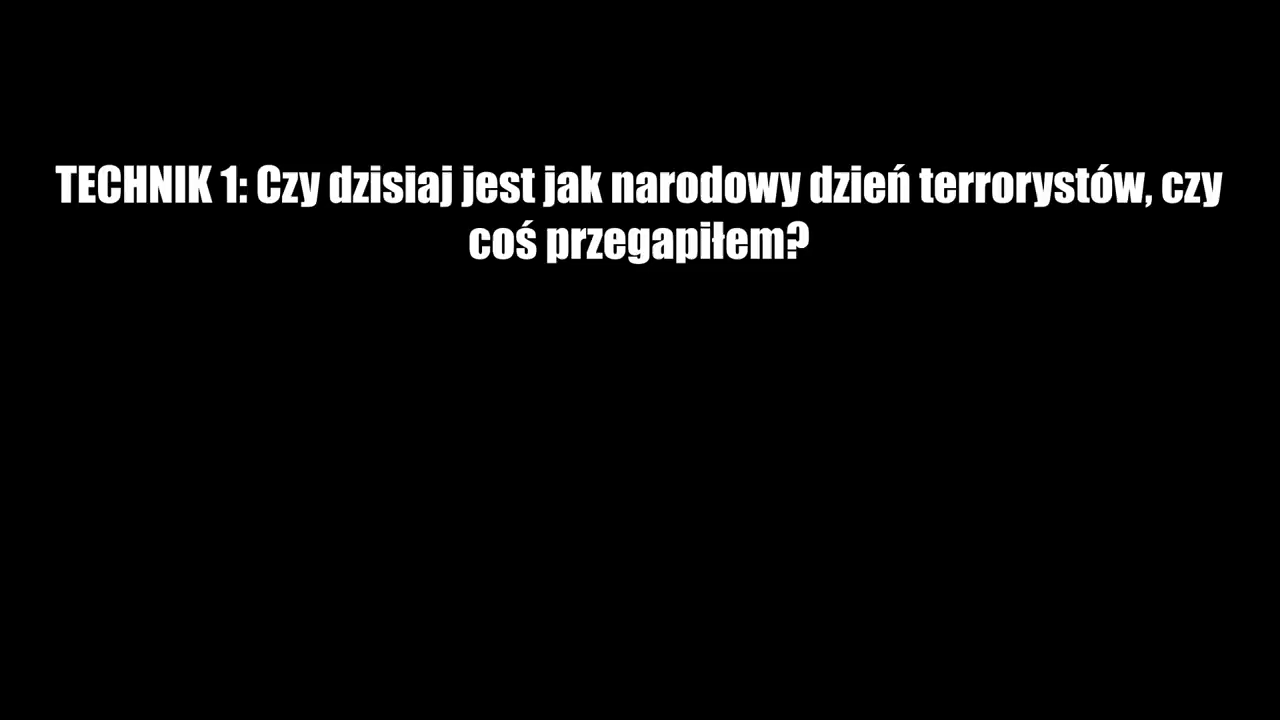 TECHNIK 1: Czy dzisiaj jest jak narodowy dzień terrorystów, czy
coś przegapiłem?